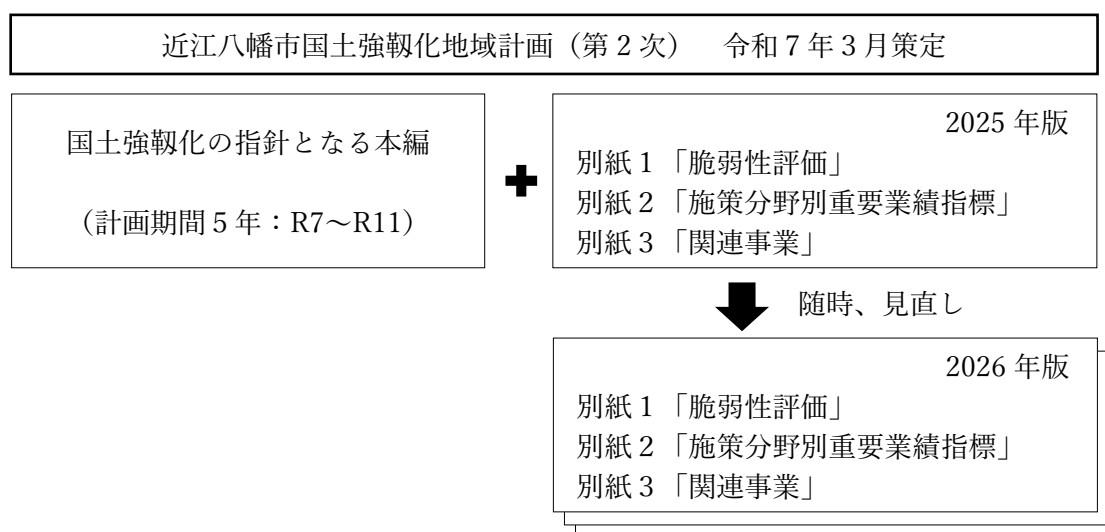 近江八幡市国土強靱化地域計画（第２次）　令和７年３月策定
国土強靱化の指針となる本編
（計画期間５年：R7～R11）
2025 年版
別紙１「脆弱性評価」
別紙２「施策分野別重要業績指標」
別紙３「関連事業」
随時、見直し
2026 年版
別紙１「脆弱性評価」
別紙２「施策分野別重要業績指標」
別紙３「関連事業」